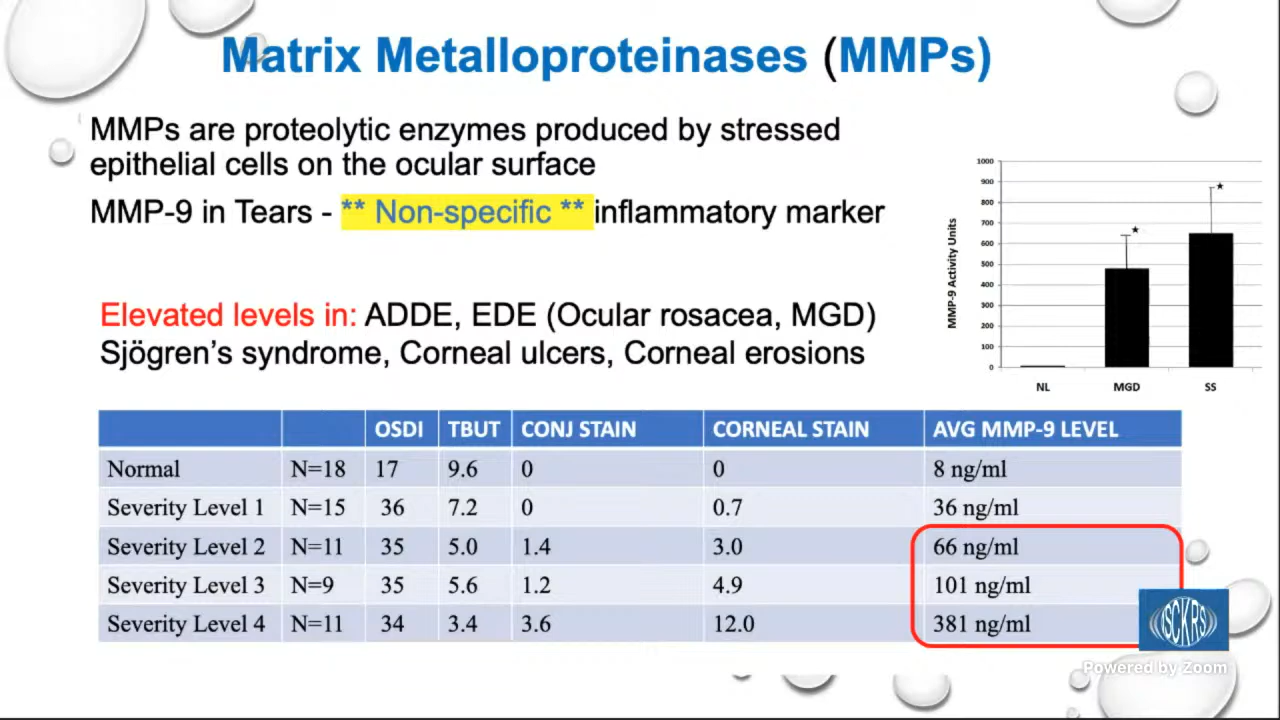 Matrix Metalloproteinases (MMPs)
MMPs are proteolytic enzymes produced by stressed
epithelial cells on the ocular surface
MMP-9 in Tears - ** Non-specific ** inflammatory marker
Elevated levels in: ADDE, EDE (Ocular rosacea, MGD)
Sjögren’s syndrome, Corneal ulcers, Corneal erosions
MMP-9 Activity Units
1000
900
800
700
600
500
400
300
200
100
0
NL MGD SS
OSDI TBUT CONJ STAIN CORNEAL STAIN AVG MMP-9 LEVEL
Normal N=18 17 9.6 0 0 8 ng/ml
Severity Level 1 N=15 36 7.2 0 0.7 36 ng/ml
Severity Level 2 N=11 35 5.0 1.4 3.0 66 ng/ml
Severity Level 3 N=9 35 5.6 1.2 4.9 101 ng/ml
Severity Level 4 N=11 34 3.4 3.6 12.0 381 ng/ml
ISCKRS
Powered by Zoom